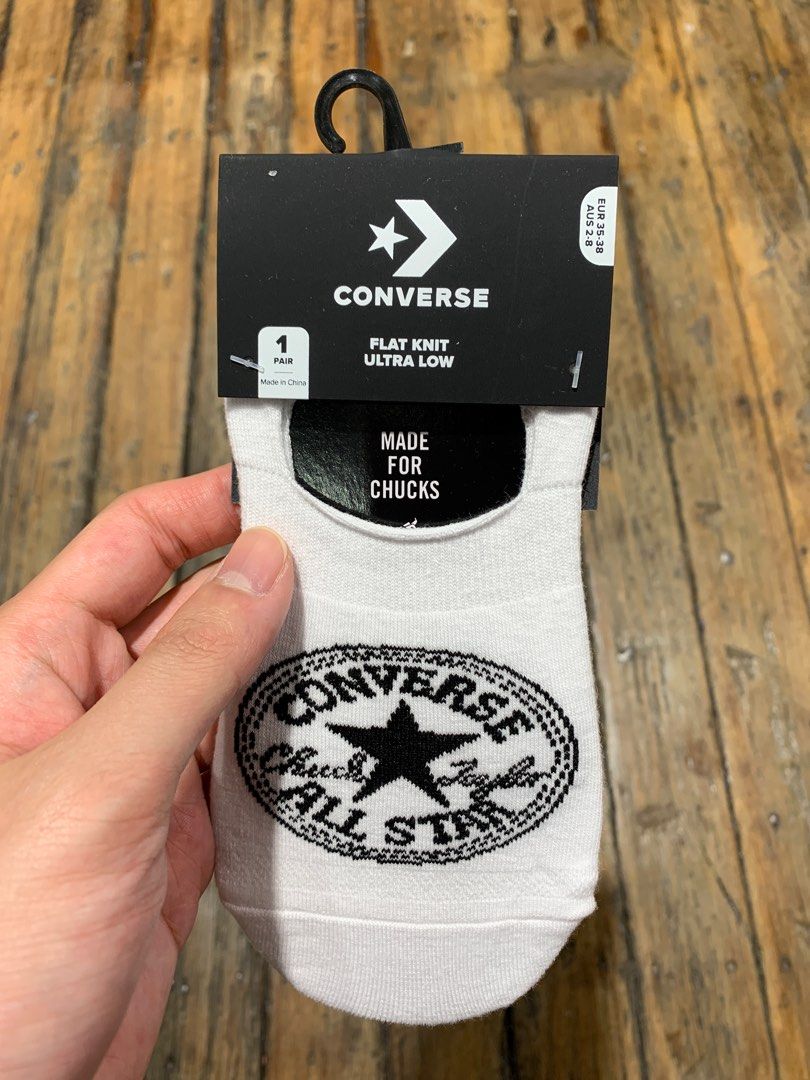 EUR 35-38
AUS 2-8
CONVERSE
FLAT KNIT
ULTRA LOW
1
PAIR
Made in China
MADE
FOR
CHUCKS
CONVERSE
Chuck Taylor
ALL STAR